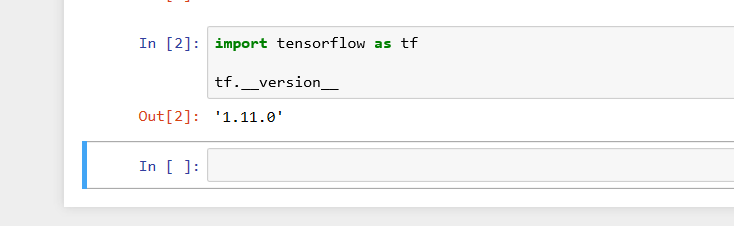 In [2]: import tensorflow as tf
tf.__version__
Out[2]: '1.11.0'
In [ ]: